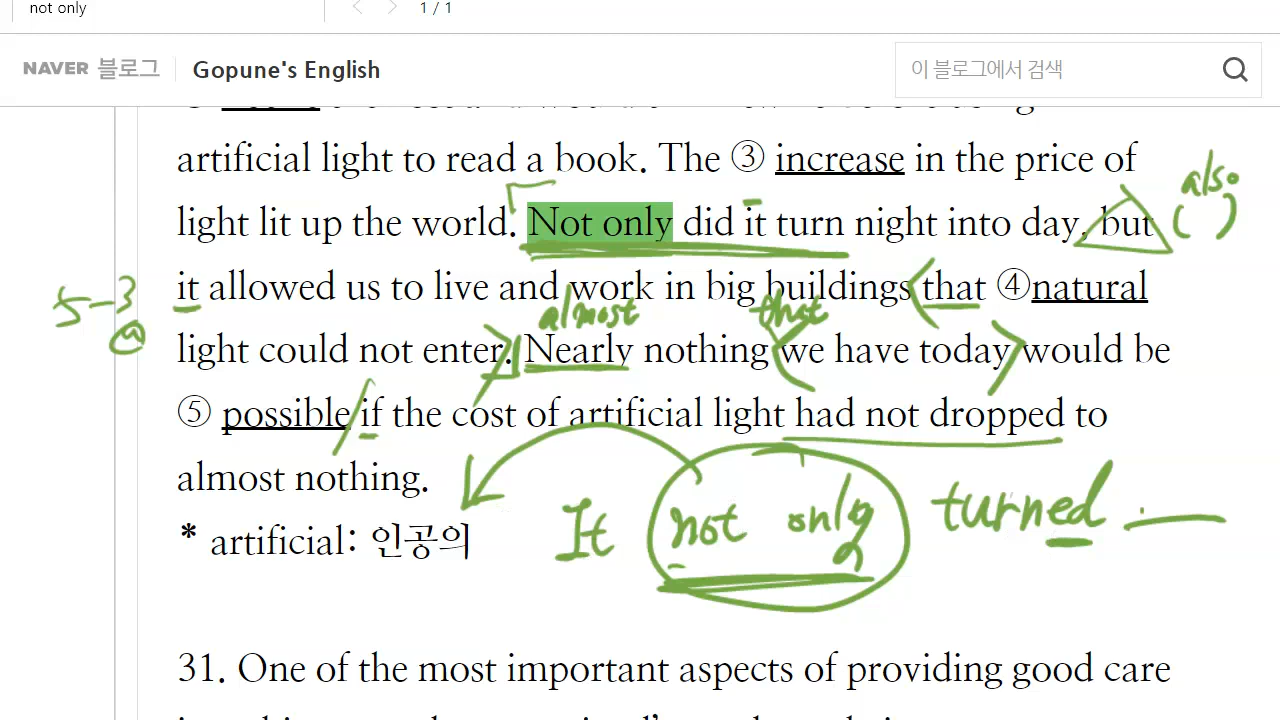 not only 1 / 1
NAVER 블로그 Gopune's English 이 블로그에서 검색
artificial light to read a book. The ③ increase in the price of
also
light lit up the world. Not only did it turn night into day, but ( )
5-3
it allowed us to live and work in big buildings that ④natural
@ almost that
light could not enter. Nearly nothing we have today would be
⑤ possible if the cost of artificial light had not dropped to
almost nothing.
It not only turned
* artificial: 인공의
31. One of the most important aspects of providing good care